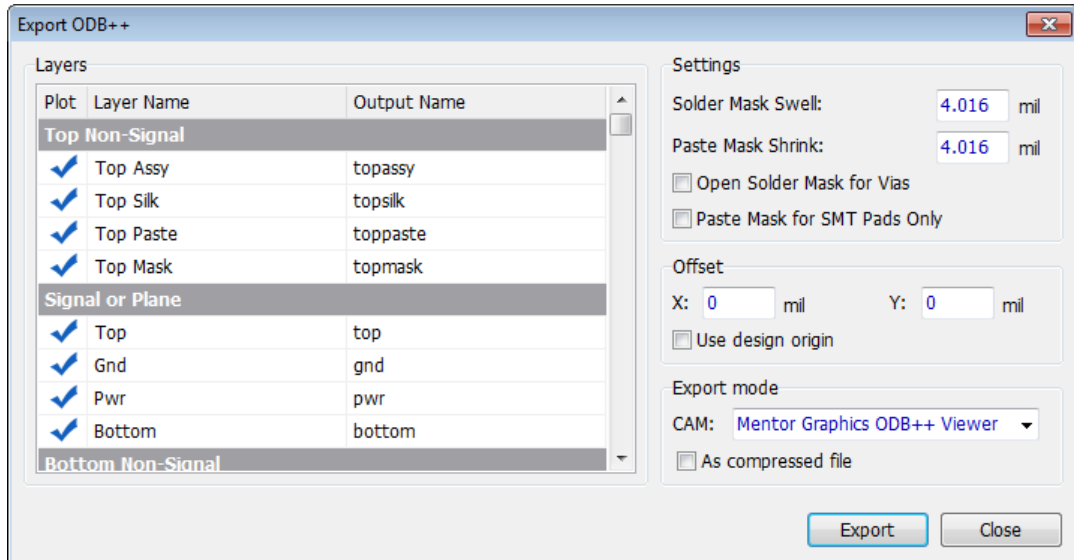 Export ODB++
Layers
Plot Layer Name Output Name
Top Non-Signal
Top Assy topassy
Top Silk topsilk
Top Paste toppaste
Top Mask topmask
Signal or Plane
Top top
Gnd gnd
Pwr pwr
Bottom bottom
Bottom Non-Signal
Settings
Solder Mask Swell: 4.016 mil
Paste Mask Shrink: 4.016 mil
Open Solder Mask for Vias
Paste Mask for SMT Pads Only
Offset
X: 0 mil Y: 0 mil
Use design origin
Export mode
CAM: Mentor Graphics ODB++ Viewer
As compressed file
Export Close